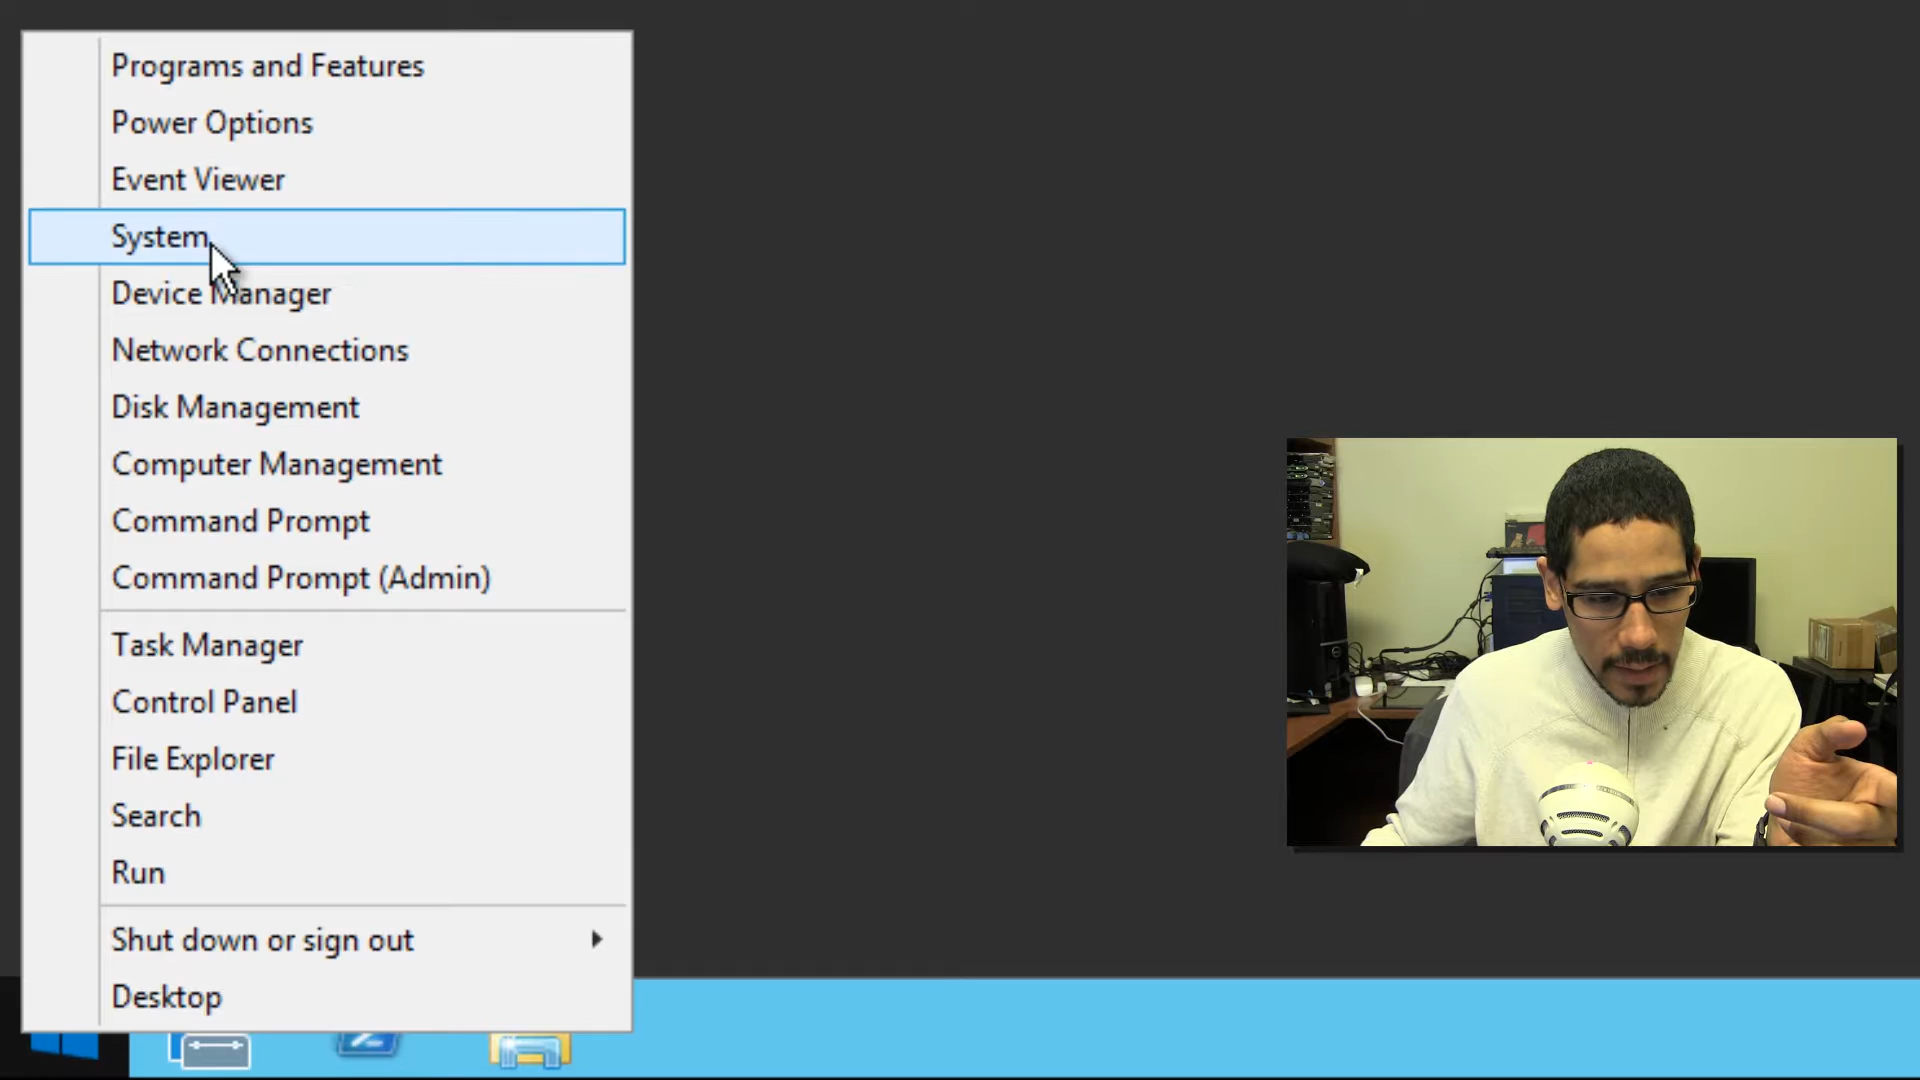 Programs and Features
Power Options
Event Viewer
System
Device Manager
Network Connections
Disk Management
Computer Management
Command Prompt
Command Prompt (Admin)
Task Manager
Control Panel
File Explorer
Search
Run
Shut down or sign out
Desktop